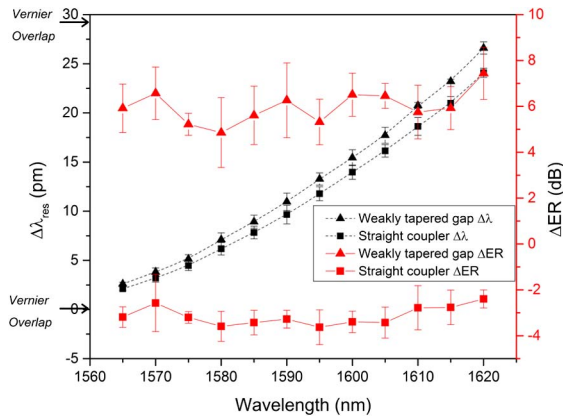 Vernier
Overlap
30
25
20
15
10
5
0
-5
Vernier
Overlap
Δλres (pm)
10
8
6
4
2
0
-2
-4
ΔER (dB)
Weakly tapered gap Δλ
Straight coupler Δλ
Weakly tapered gap ΔER
Straight coupler ΔER
1560 1570 1580 1590 1600 1610 1620
Wavelength (nm)